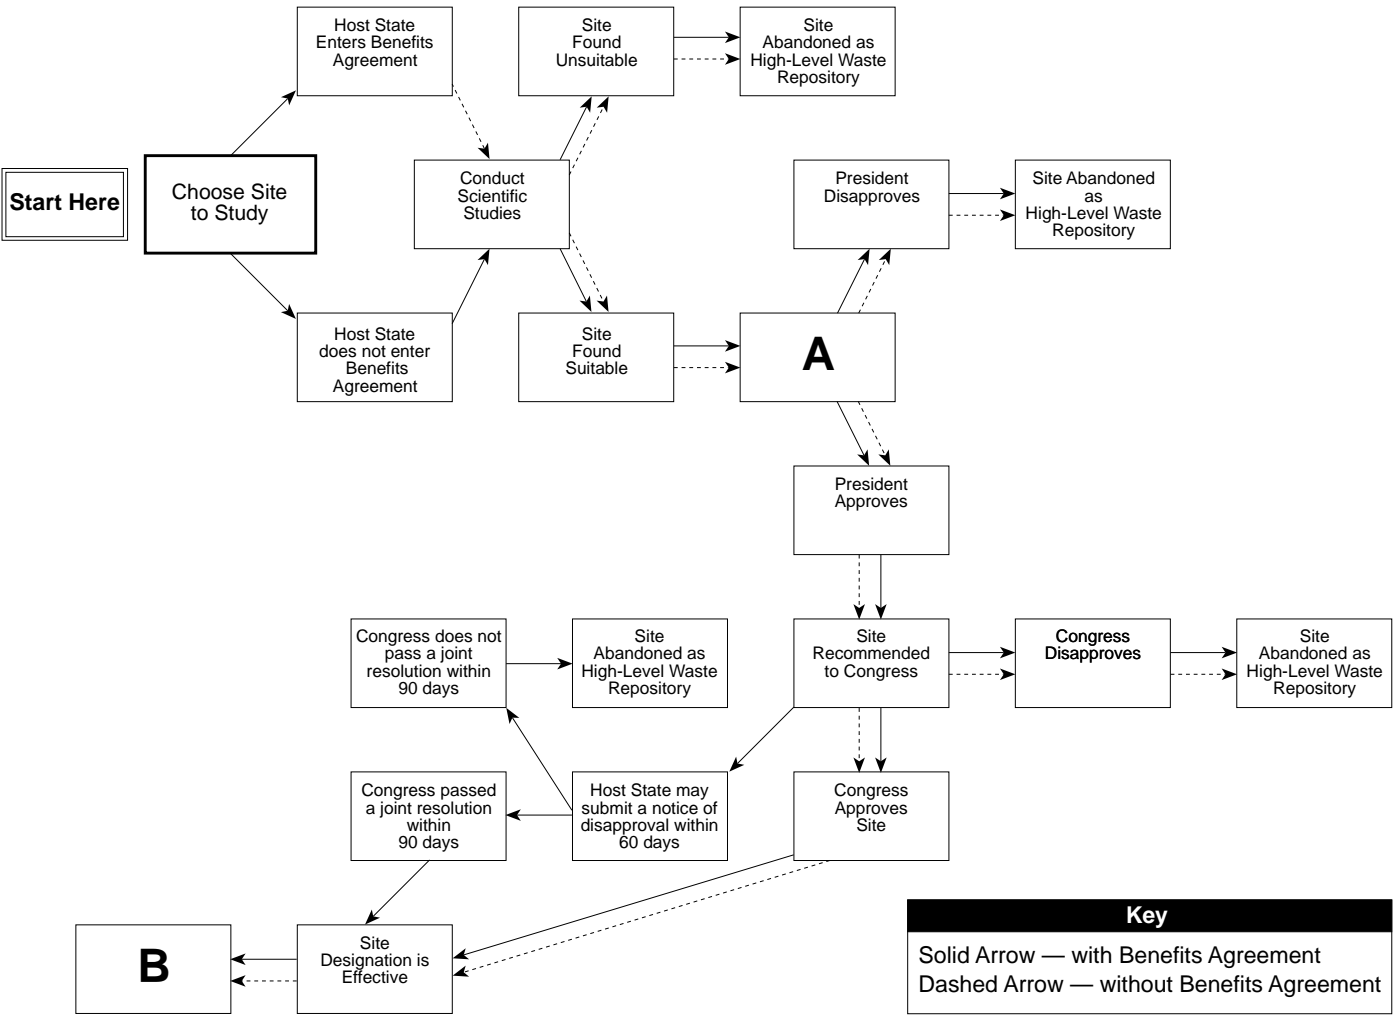 Start Here
Choose Site
to Study
Host State
Enters Benefits
Agreement
Host State
does not enter
Benefits
Agreement
Conduct
Scientific
Studies
Site
Found
Unsuitable
Site
Abandoned as
High-Level Waste
Repository
Site
Found
Suitable
A
President
Disapproves
Site Abandoned
as
High-Level Waste
Repository
President
Approves
Site
Recommended
to Congress
Congress
Disapproves
Site
Abandoned as
High-Level Waste
Repository
Congress does not
pass a joint
resolution within
90 days
Site
Abandoned as
High-Level Waste
Repository
Congress passed
a joint resolution
within
90 days
Host State may
submit a notice of
disapproval within
60 days
Congress
Approves
Site
B
Site
Designation is
Effective
Key
Solid Arrow — with Benefits Agreement
Dashed Arrow — without Benefits Agreement